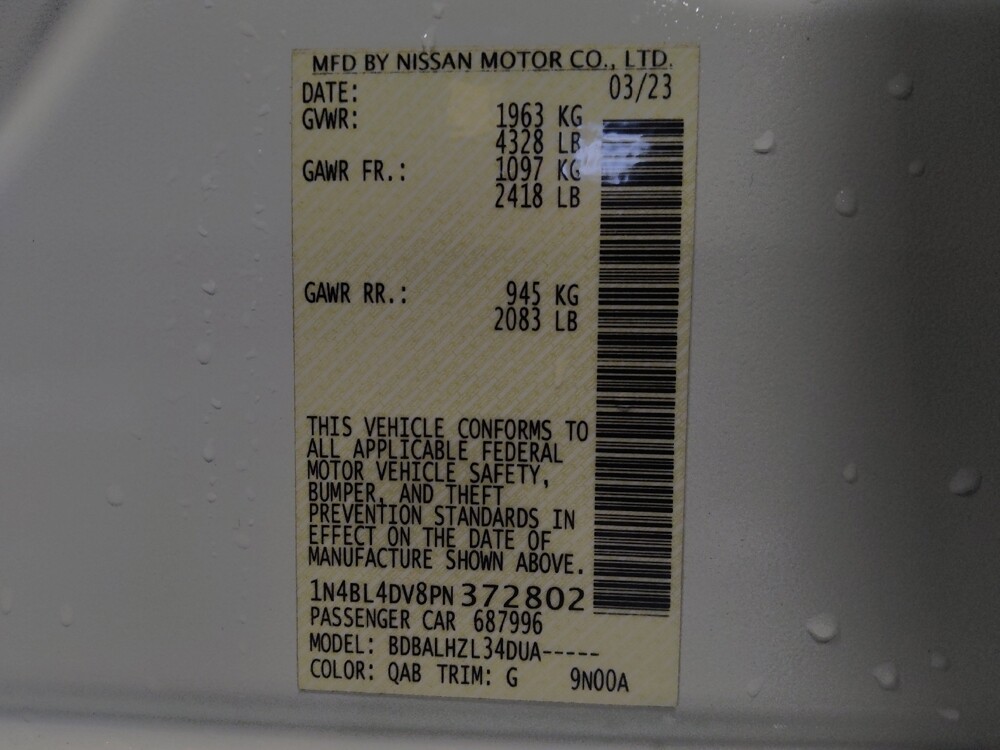 MFD BY NISSAN MOTOR CO., LTD.
DATE: 03/23
GVWR: 1963 KG
4328 LB
GAWR FR.: 1097 KG
2418 LB
GAWR RR.: 945 KG
2083 LB
THIS VEHICLE CONFORMS TO
ALL APPLICABLE FEDERAL
MOTOR VEHICLE SAFETY,
BUMPER, AND THEFT
PREVENTION STANDARDS IN
EFFECT ON THE DATE OF
MANUFACTURE SHOWN ABOVE.
1N4BL4DV8PN372802
PASSENGER CAR 687996
MODEL: BDBALHZL34DUA-----
COLOR: QAB TRIM: G 9N00A